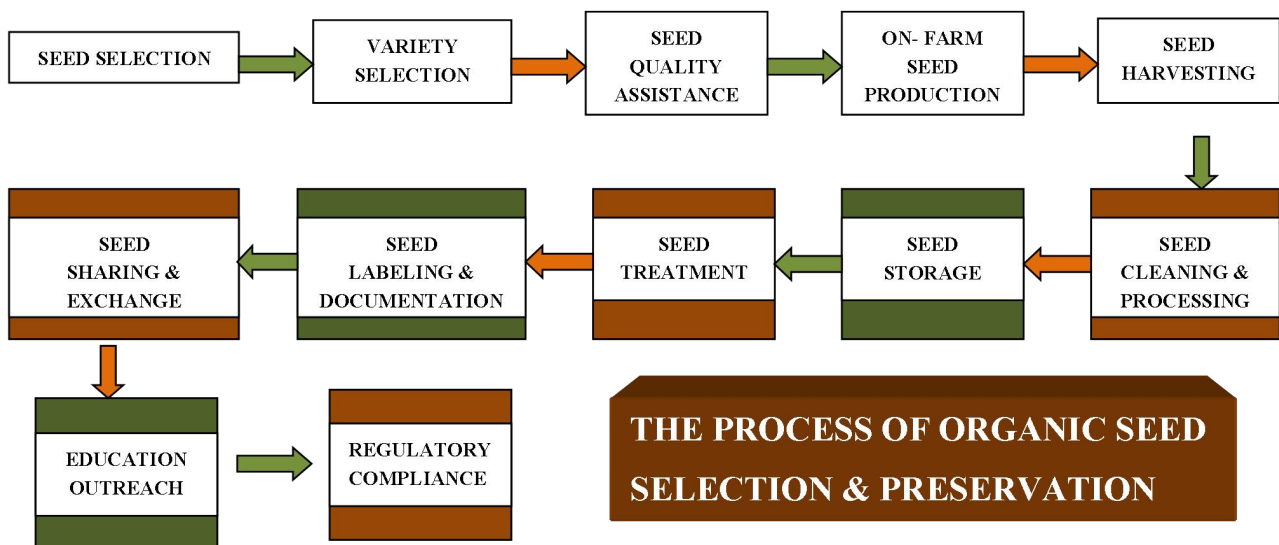 SEED SELECTION
VARIETY
SELECTION
SEED
QUALITY
ASSISTANCE
ON- FARM
SEED
PRODUCTION
SEED
HARVESTING
SEED
CLEANING &
PROCESSING
SEED
STORAGE
SEED
TREATMENT
SEED
LABELING &
DOCUMENTATION
SEED
SHARING &
EXCHANGE
EDUCATION
OUTREACH
REGULATORY
COMPLIANCE
THE PROCESS OF ORGANIC SEED
SELECTION & PRESERVATION